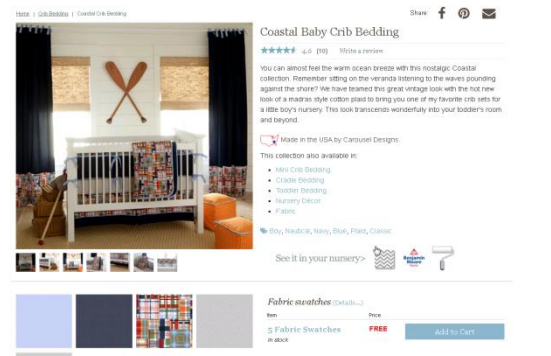 Home | Crib Bedding | Coastal Crib Bedding
Share:
Coastal Baby Crib Bedding
4.6 (10) Write a review
You can almost feel the warm ocean breeze with this nostalgic Coastal
collection. Remember sitting on the veranda listening to the waves pounding
against the shore? We have teamed this great vintage look with the hot new
look of a madras style cotton plaid to bring you one of my favorite crib sets for
a little boy's nursery. This look transcends wonderfully into your toddler's room
and beyond.
Made in the USA by Carousel Designs.
This collection also available in:
Mini Crib Bedding
Cradle Bedding
Toddler Bedding
Nursery Décor
Fabric
Boy, Nautical, Navy, Blue, Plaid, Classic
See it in your nursery>
Benjamin
Moore
Fabric swatches (Details...)
Item Price
5 Fabric Swatches FREE Add to Cart
In stock